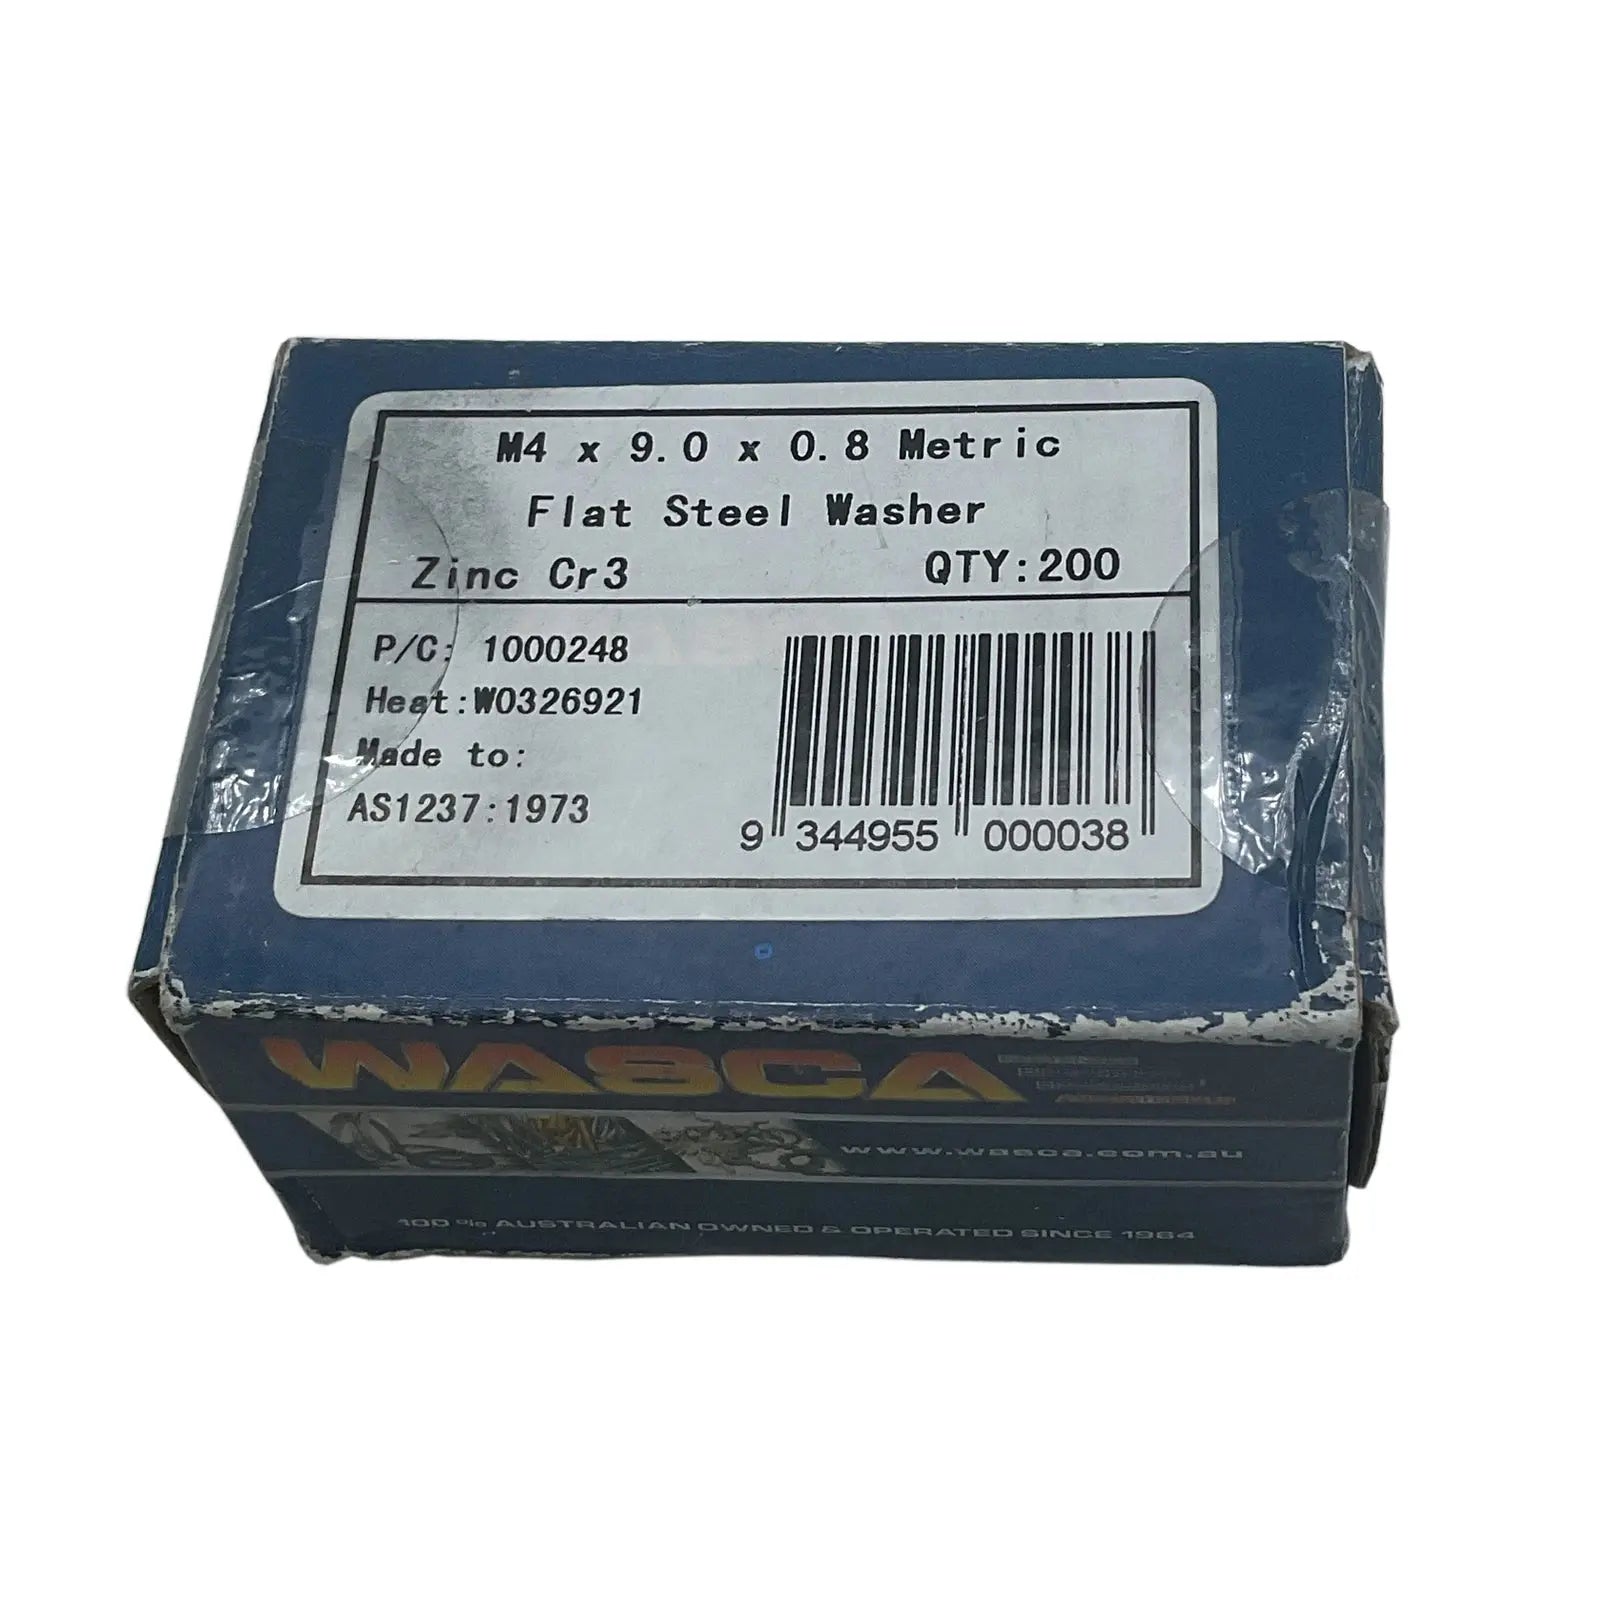 M4 x 9.0 x 0.8 Metric
Flat Steel Washer
Zinc Cr3 QTY:200
P/C: 1000248
Heat:W0326921
Made to:
AS1237:1973
9 344955 000038
WASCA
www.wasca.com.au
100 % AUSTRALIAN OWNED & OPERATED SINCE 1984